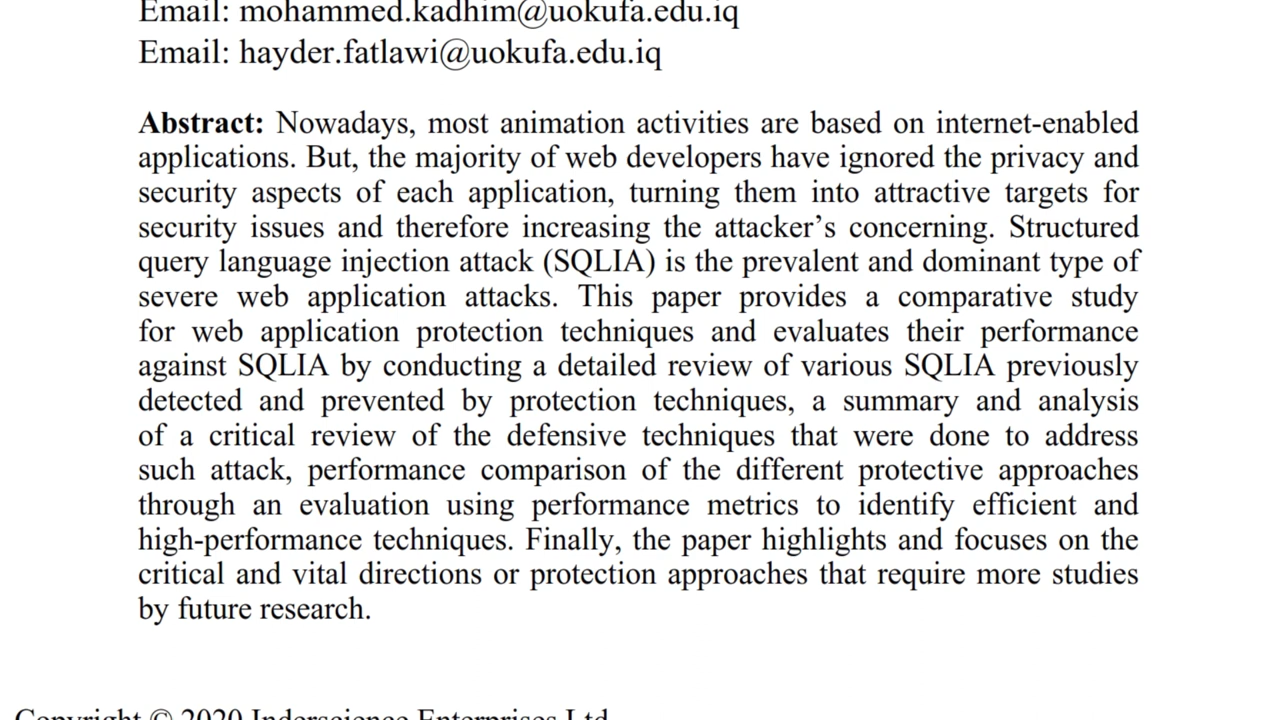 Email: mohammed.kadhim@uokufa.edu.iq
Email: hayder.fatlawi@uokufa.edu.iq
Abstract: Nowadays, most animation activities are based on internet-enabled
applications. But, the majority of web developers have ignored the privacy and
security aspects of each application, turning them into attractive targets for
security issues and therefore increasing the attacker’s concerning. Structured
query language injection attack (SQLIA) is the prevalent and dominant type of
severe web application attacks. This paper provides a comparative study
for web application protection techniques and evaluates their performance
against SQLIA by conducting a detailed review of various SQLIA previously
detected and prevented by protection techniques, a summary and analysis
of a critical review of the defensive techniques that were done to address
such attack, performance comparison of the different protective approaches
through an evaluation using performance metrics to identify efficient and
high-performance techniques. Finally, the paper highlights and focuses on the
critical and vital directions or protection approaches that require more studies
by future research.
Copyright © 2020 Inderscience Enterprises Ltd.